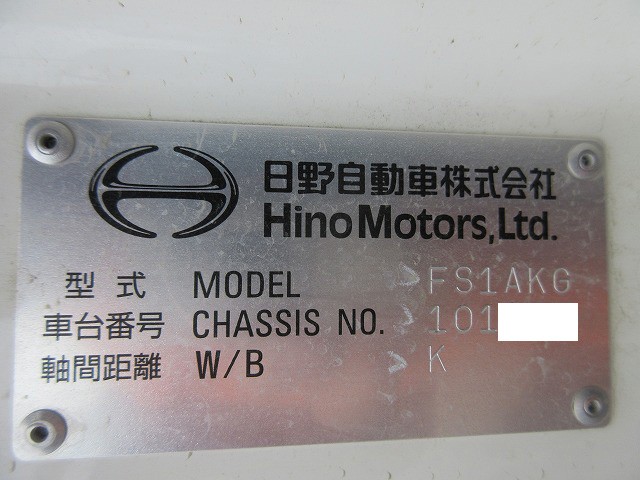 日野自動車株式会社
Hino Motors, Ltd.
型式 MODEL >FS1AKG
車台番号 CHASSIS NO. >101
軸間距離 W/B >K